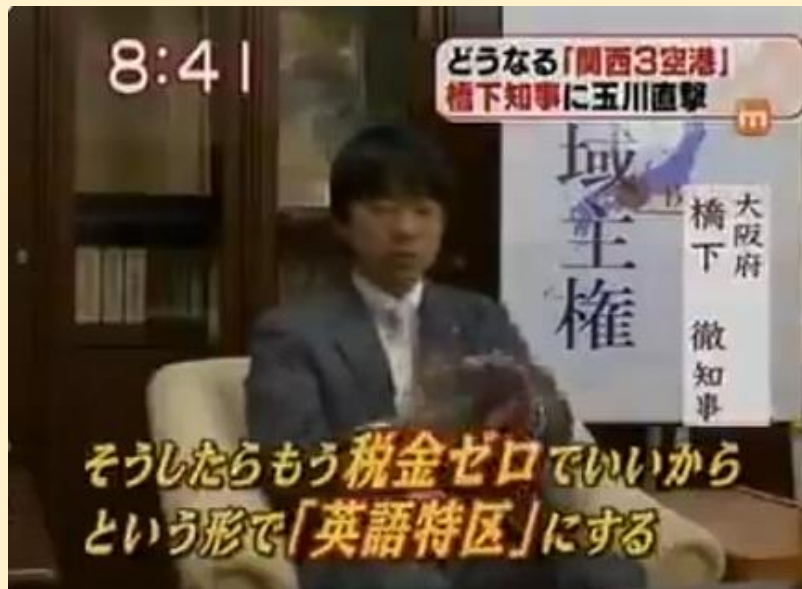 8:41
どうなる「関西3空港」
橋下知事に玉川直撃
m
域主権
大阪府
橋下 徹知事
そうしたらもう税金ゼロでいいから
という形で「英語特区」にする